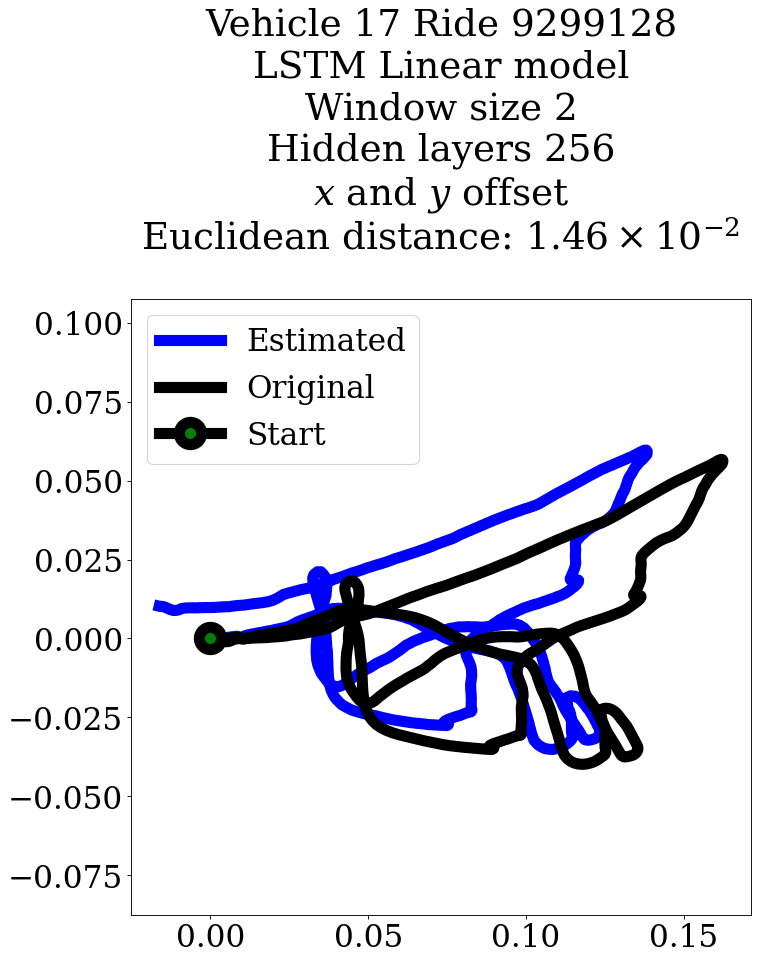 Vehicle 17 Ride 9299128
LSTM Linear model
Window size 2
Hidden layers 256
x and y offset
Euclidean distance: 1.46 × 10⁻²
Estimated
Original
Start
0.100
0.075
0.050
0.025
0.000
−0.025
−0.050
−0.075
0.00 0.05 0.10 0.15